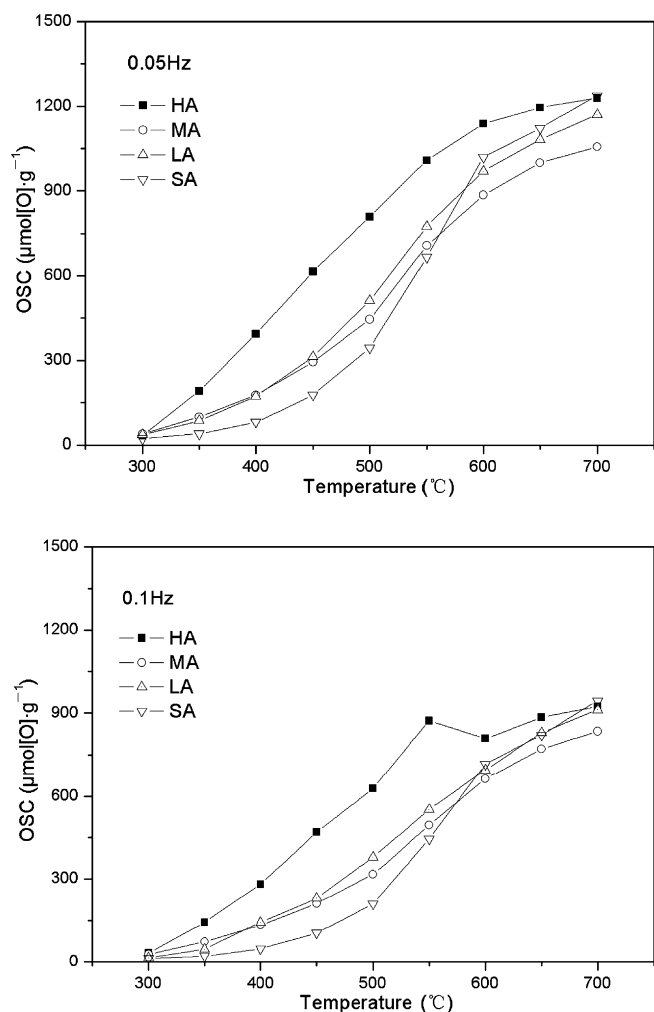 1500
1200
900
600
300
0
OSC (μmol[O]·g⁻¹)
0.05Hz
HA
MA
LA
SA
300 400 500 600 700
Temperature (℃)
1500
1200
900
600
300
0
OSC (μmol[O]·g⁻¹)
0.1Hz
HA
MA
LA
SA
300 400 500 600 700
Temperature (℃)